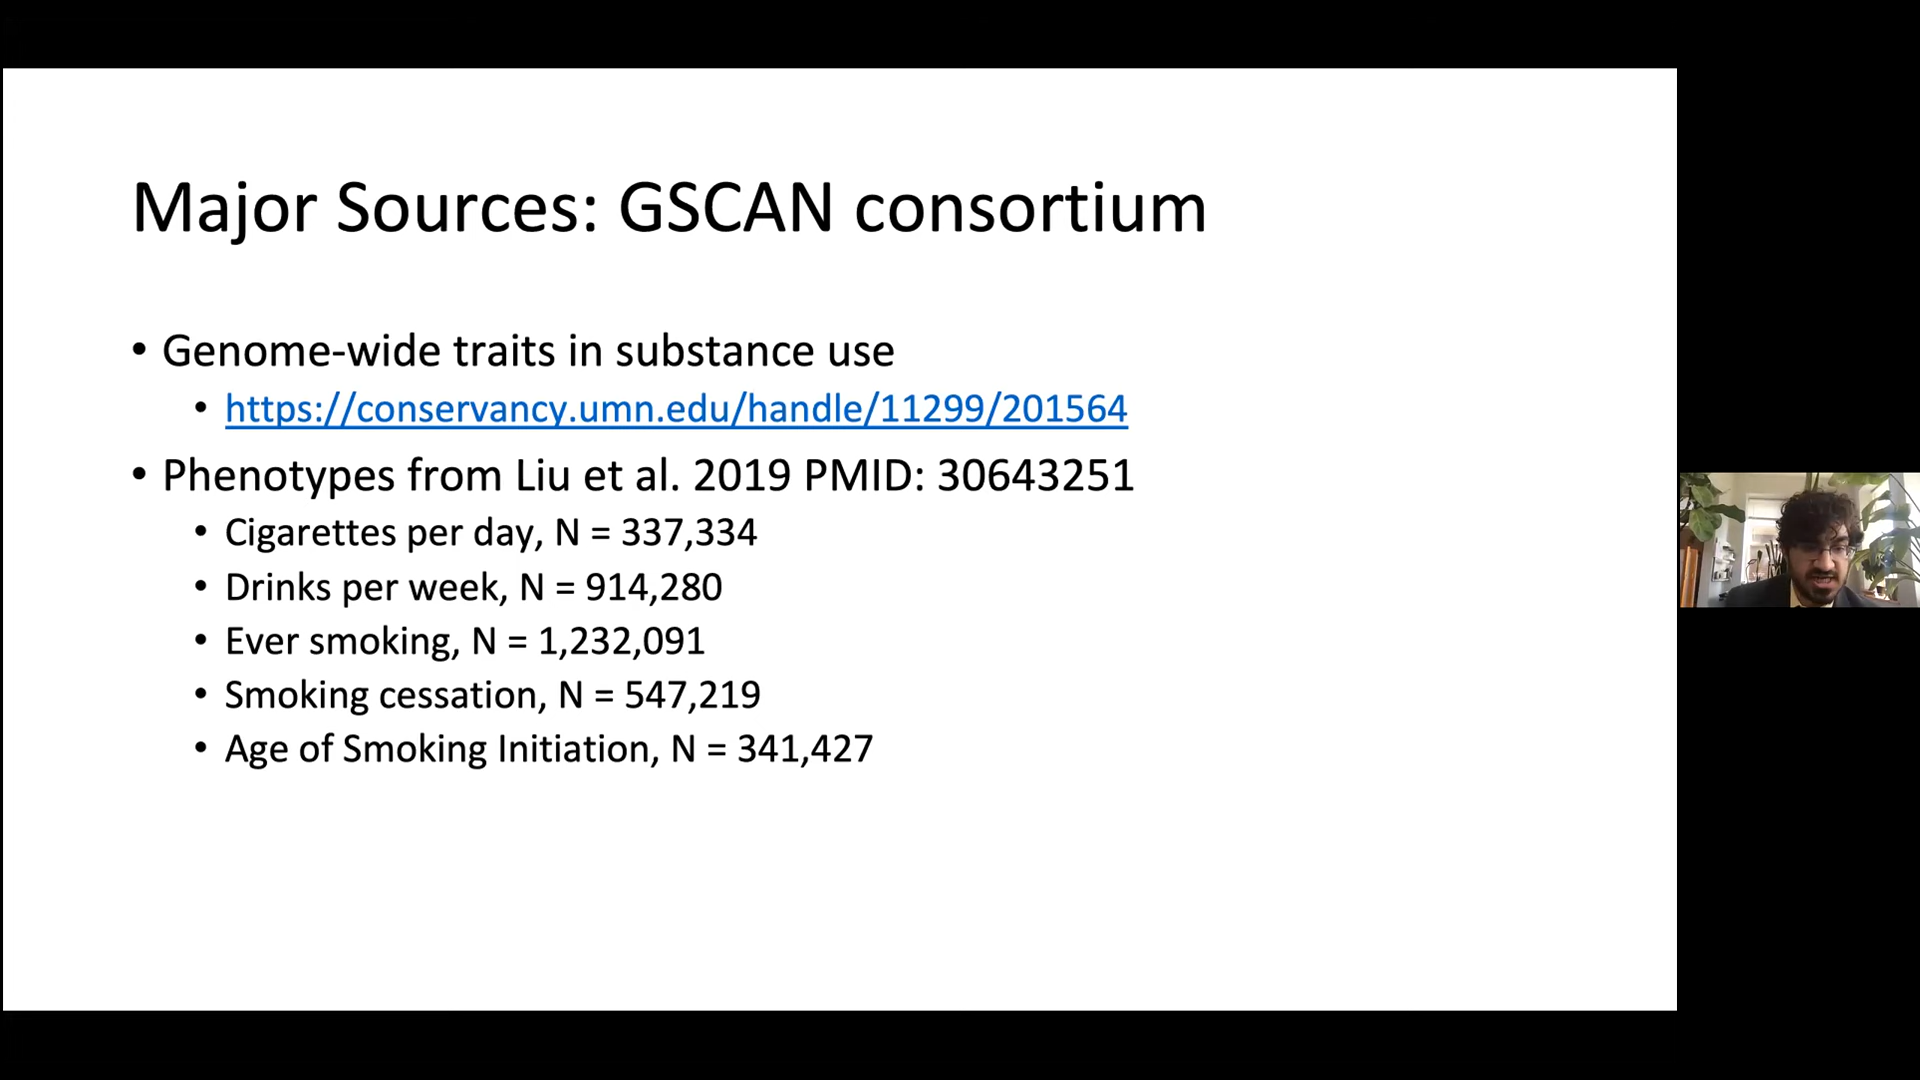 Major Sources: GSCAN consortium
• Genome-wide traits in substance use
• https://conservancy.umn.edu/handle/11299/201564
• Phenotypes from Liu et al. 2019 PMID: 30643251
• Cigarettes per day, N = 337,334
• Drinks per week, N = 914,280
• Ever smoking, N = 1,232,091
• Smoking cessation, N = 547,219
• Age of Smoking Initiation, N = 341,427